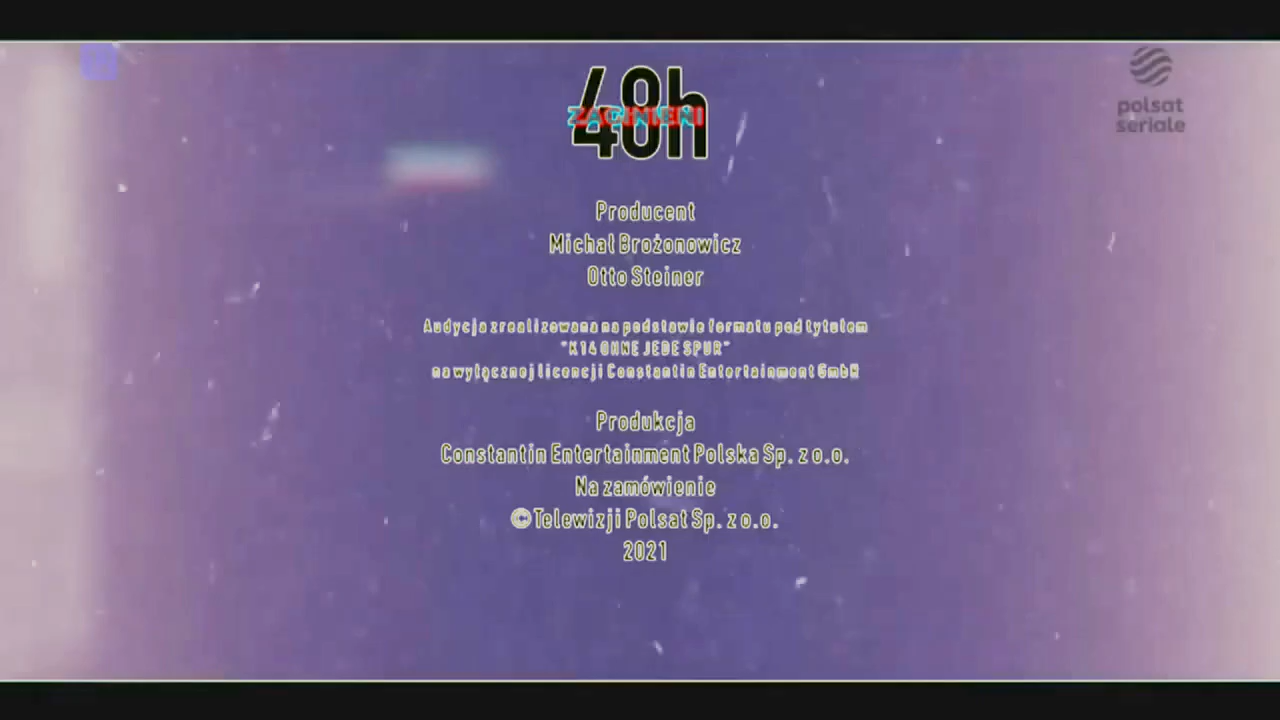 48h
ZAGINIENI
polsat
seriale
Producent
Michał Brożonowicz
Otto Steiner
Audycja zrealizowana na podstawie formatu pod tytułem
"K14 OHNE JEDE SPUR"
na wyłącznej licencji Constantin Entertainment GmbH
Produkcja
Constantin Entertainment Polska Sp. z o.o.
Na zamówienie
©Telewizji Polsat Sp. z o.o.
2021